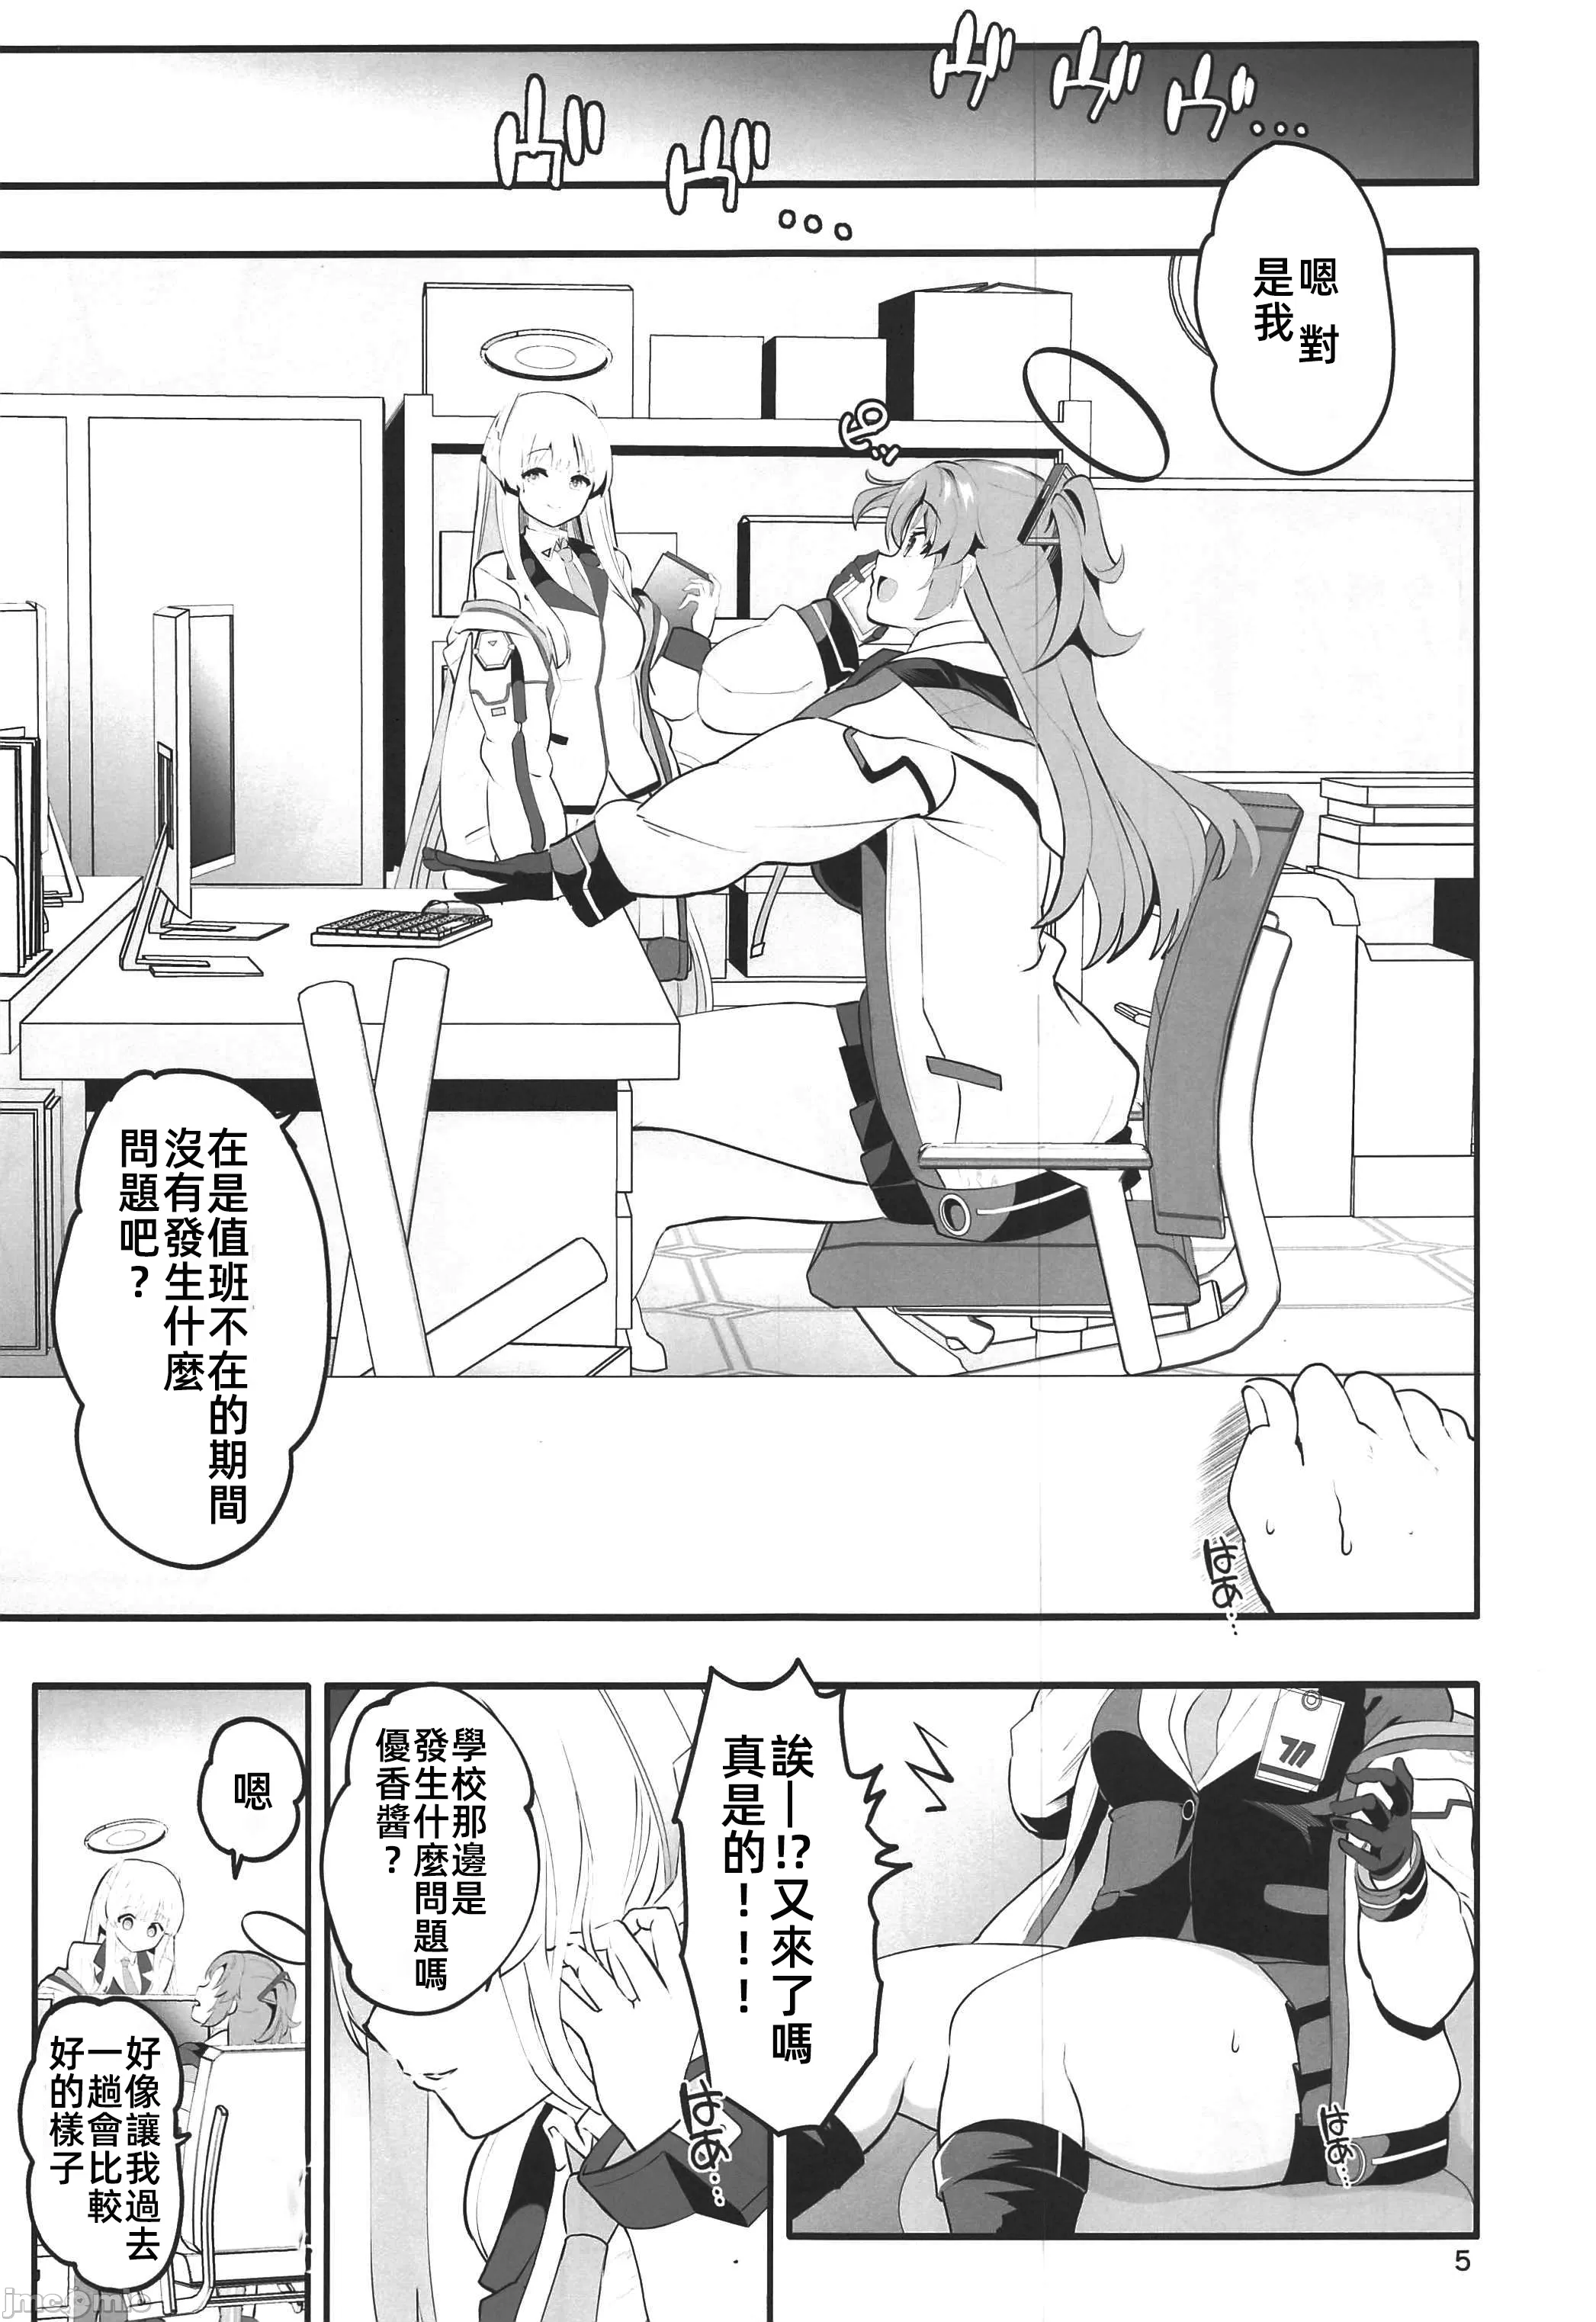 ヴヴヴ...
ヴヴ...
嗯 對
是我
ピッ
在是值班不在的期間
沒有發生什麼
問題吧？
はぁ…
誒—!?又來了嗎
真是的！！！
はぁ…
學校那邊是
發生什麼問題嗎
優香醬？
はぁ…
嗯
好像讓我過去
一趟會比較
好的樣子
5
jmcomic